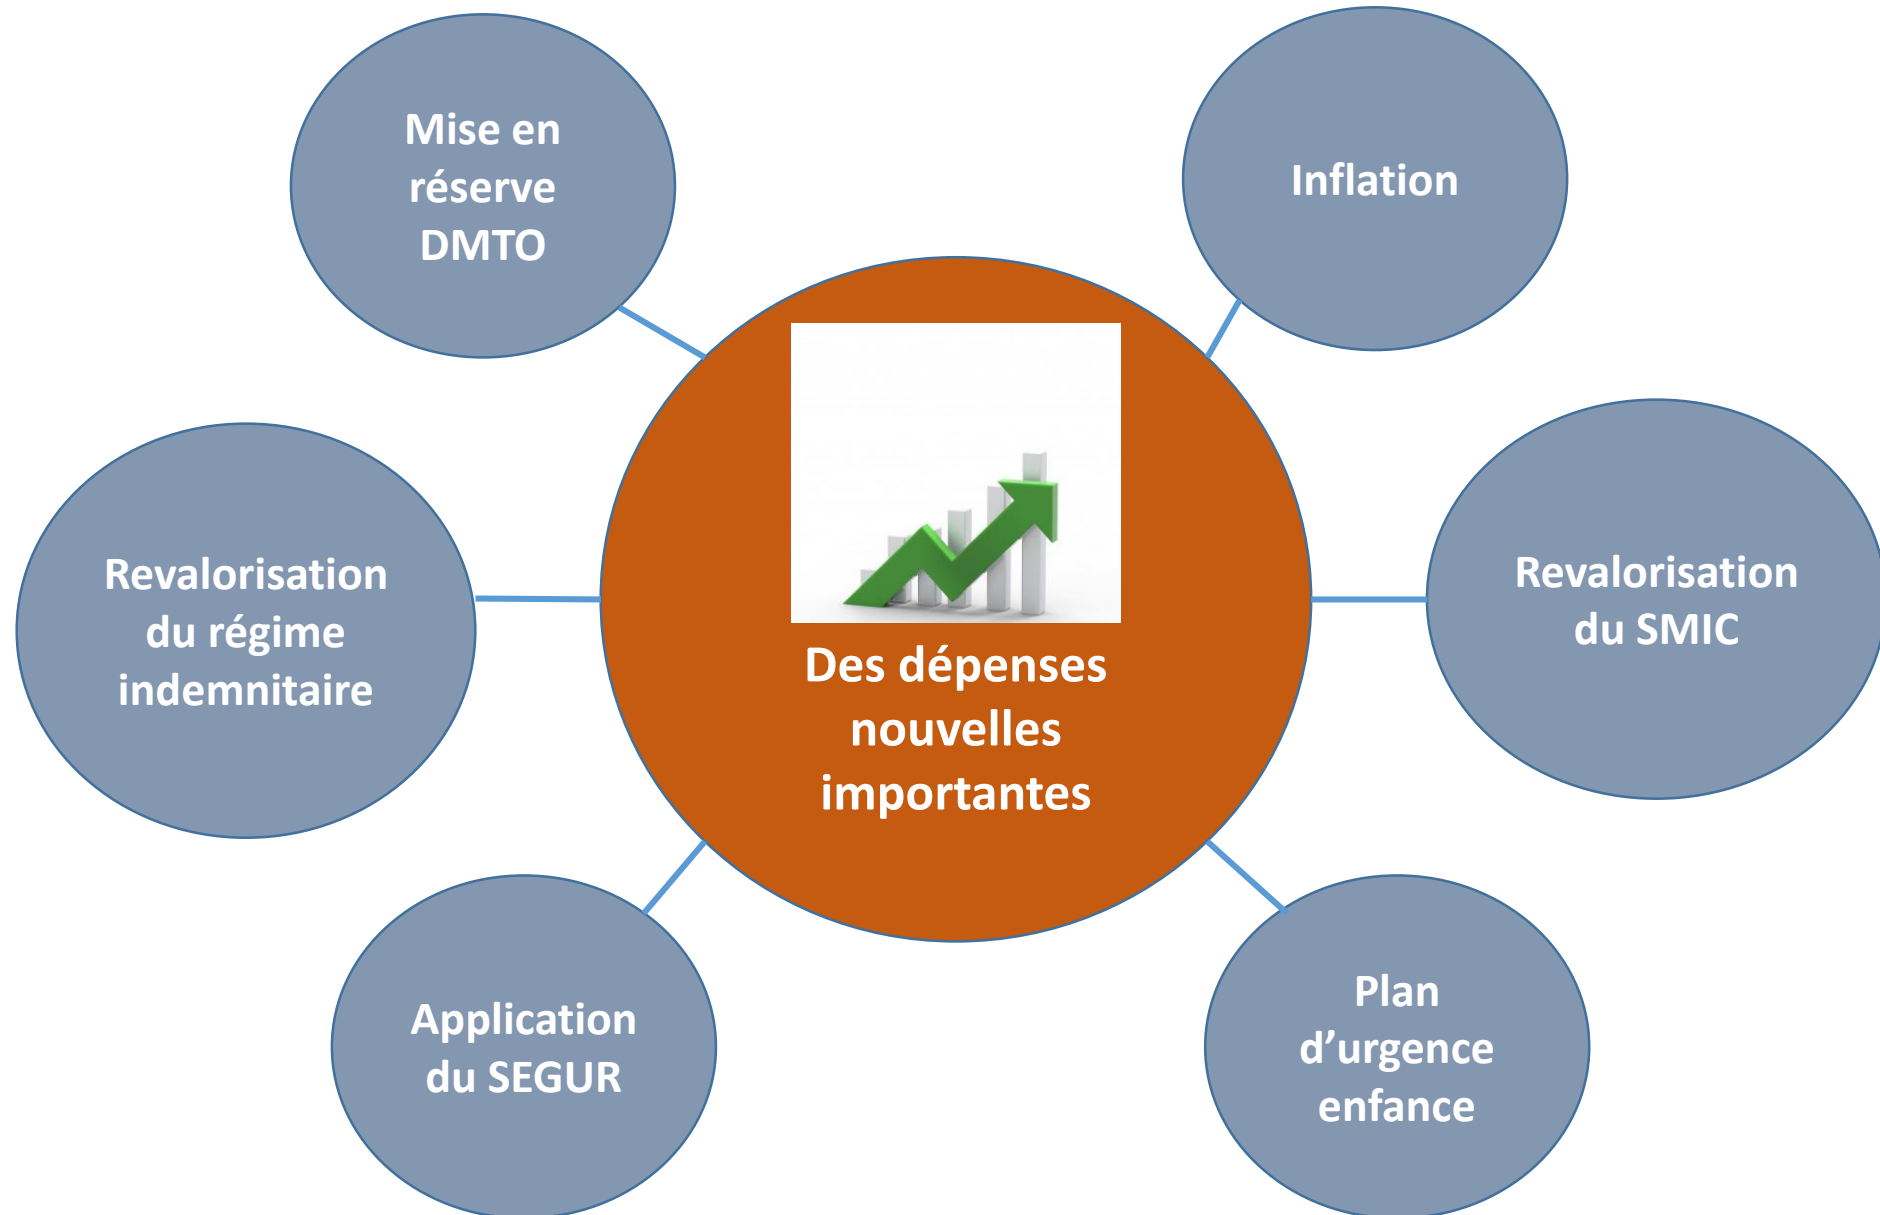 Mise en
réserve
DMTO
Inflation
Revalorisation
du régime
indemnitaire
Des dépenses
nouvelles
importantes
Revalorisation
du SMIC
Application
du SEGUR
Plan
d’urgence
enfance